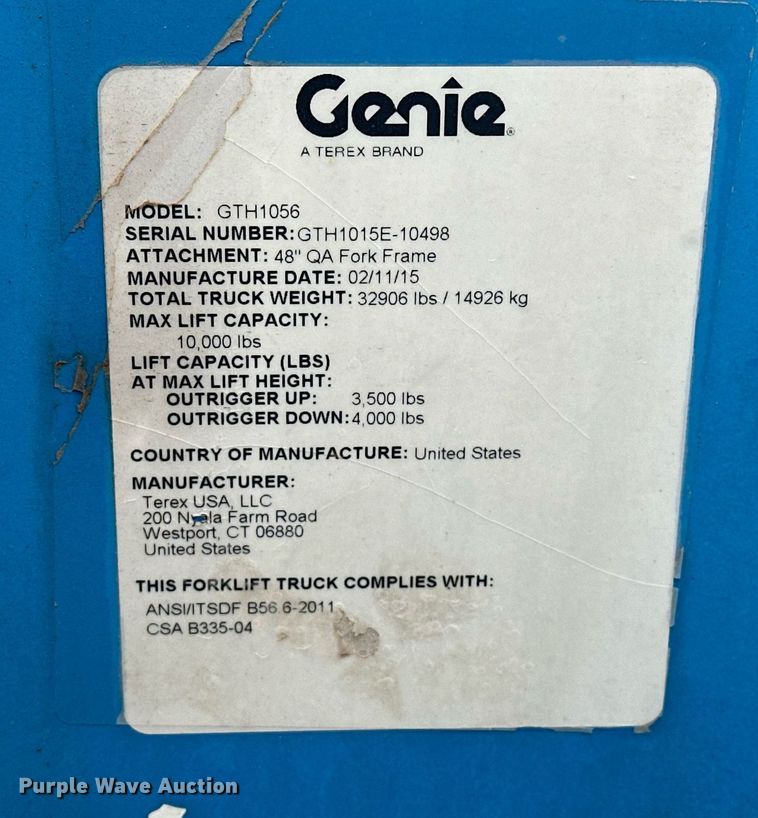 Genie®
A TEREX BRAND
MODEL: GTH1056
SERIAL NUMBER: GTH1015E-10498
ATTACHMENT: 48" QA Fork Frame
MANUFACTURE DATE: 02/11/15
TOTAL TRUCK WEIGHT: 32906 lbs / 14926 kg
MAX LIFT CAPACITY:
10,000 lbs
LIFT CAPACITY (LBS)
AT MAX LIFT HEIGHT:
OUTRIGGER UP: 3,500 lbs
OUTRIGGER DOWN: 4,000 lbs
COUNTRY OF MANUFACTURE: United States
MANUFACTURER:
Terex USA, LLC
200 Nyala Farm Road
Westport, CT 06880
United States
THIS FORKLIFT TRUCK COMPLIES WITH:
ANSI/ITSDF B56.6-2011
CSA B335-04
Purple Wave Auction